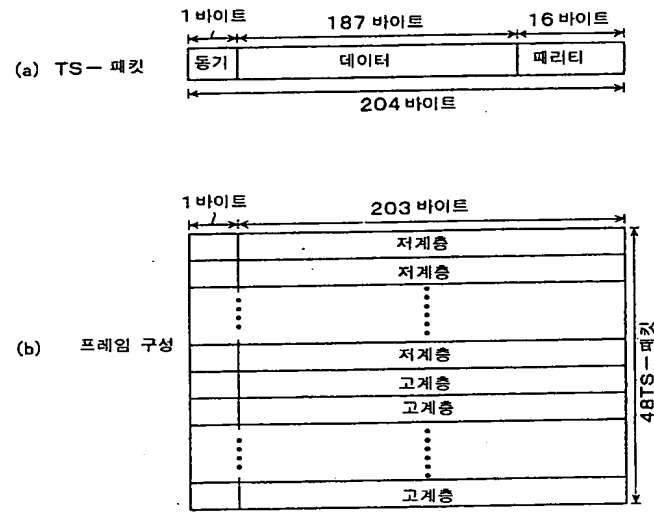 1 바이트
187 바이트
16 바이트
(a) TS— 패킷
동기
데이터
패리티
204 바이트
1 바이트
203 바이트
저계층
저계층
(b) 프레임 구성
저계층
고계층
고계층
고계층
48TS—패킷